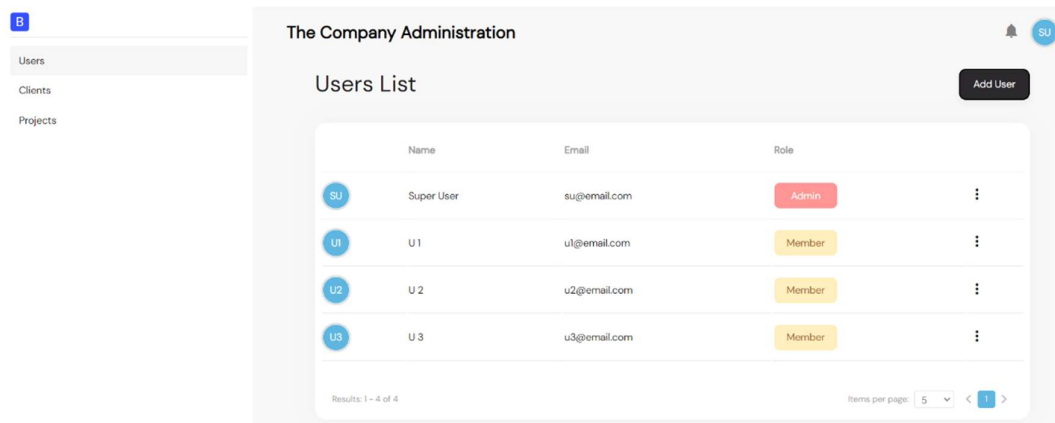 B
The Company Administration
SU
Users
Clients
Projects
Users List
Add User
Name Email Role
SU Super User su@email.com Admin
U1 U 1 u1@email.com Member
U2 U 2 u2@email.com Member
U3 U 3 u3@email.com Member
Results: 1 - 4 of 4
Items per page: 5 < 1 >